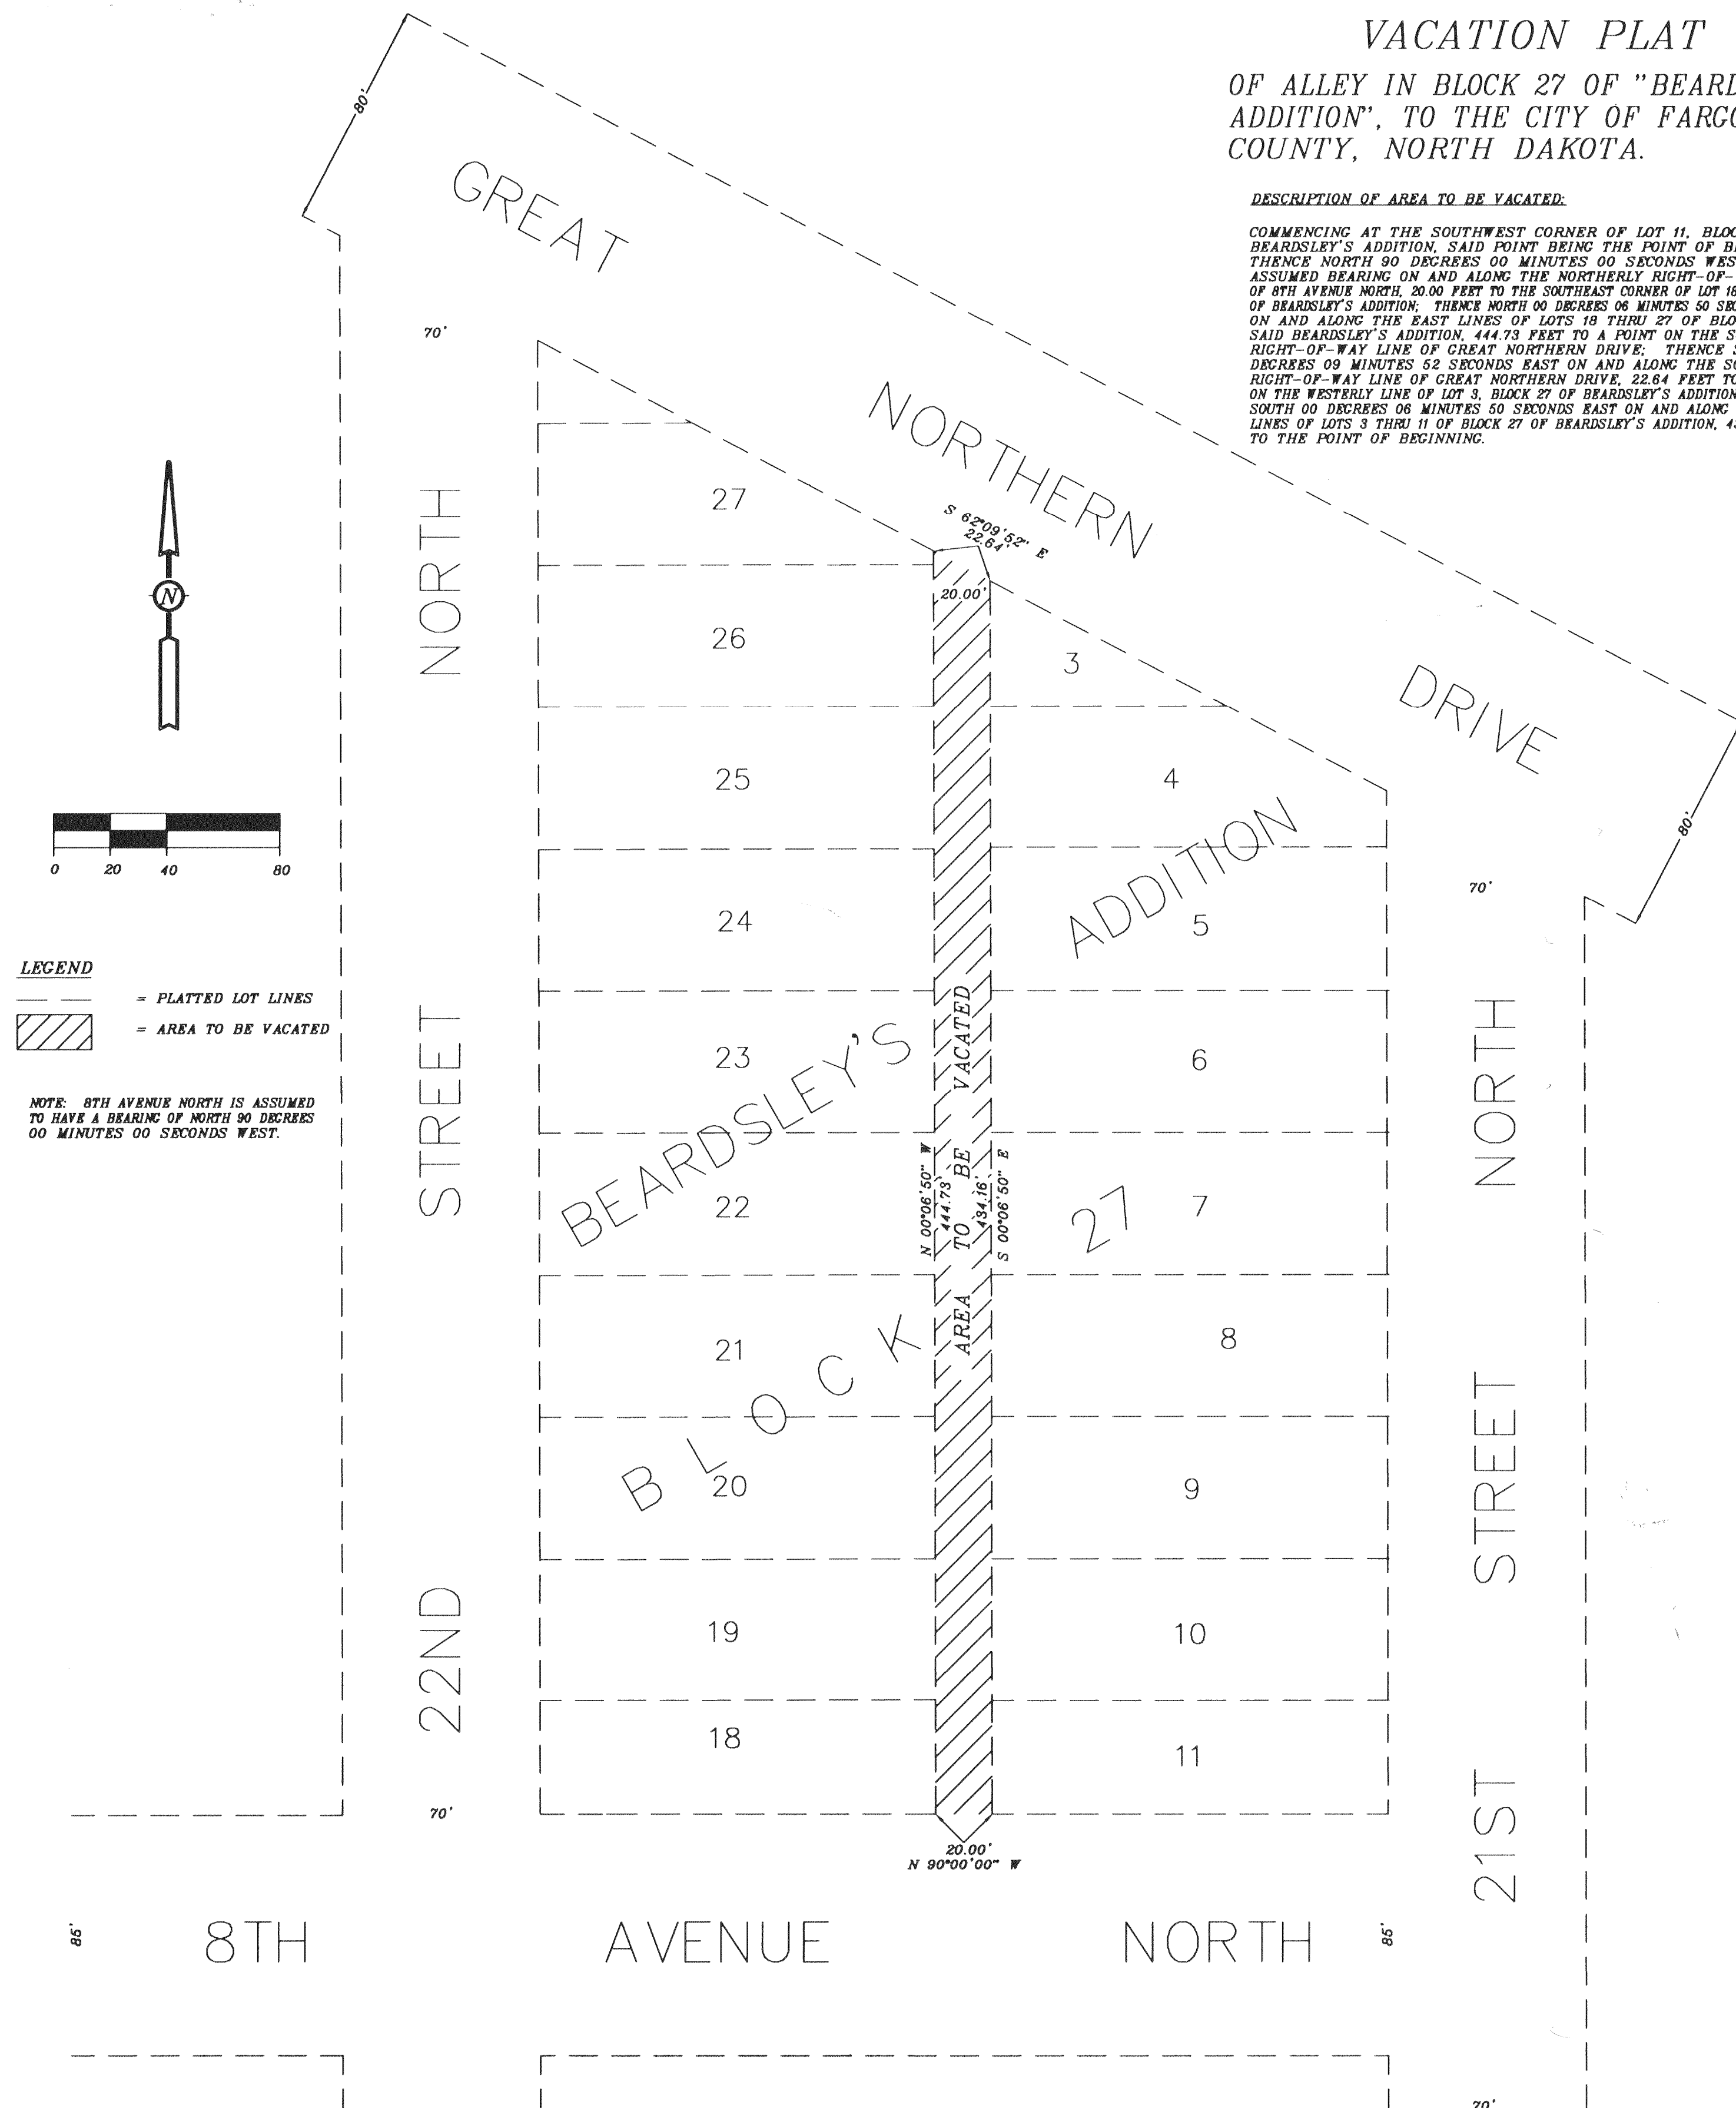 VACATION PLAT
OF ALLEY IN BLOCK 27 OF "BEARD
ADDITION", TO THE CITY OF FARGO
COUNTY, NORTH DAKOTA.
DESCRIPTION OF AREA TO BE VACATED:
COMMENCING AT THE SOUTHWEST CORNER OF LOT 11, BLOC
BEARDSLEY'S ADDITION, SAID POINT BEING THE POINT OF B
THENCE NORTH 90 DEGREES 00 MINUTES 00 SECONDS WES
ASSUMED BEARING ON AND ALONG THE NORTHERLY RIGHT-OF-
OF 8TH AVENUE NORTH, 20.00 FEET TO THE SOUTHEAST CORNER OF LOT 18
OF BEARDSLEY'S ADDITION; THENCE NORTH 00 DEGREES 06 MINUTES 50 SEC
ON AND ALONG THE EAST LINES OF LOTS 18 THRU 27 OF BLO
SAID BEARDSLEY'S ADDITION, 444.73 FEET TO A POINT ON THE S
RIGHT-OF-WAY LINE OF GREAT NORTHERN DRIVE; THENCE S
DEGREES 09 MINUTES 52 SECONDS EAST ON AND ALONG THE SO
RIGHT-OF-WAY LINE OF GREAT NORTHERN DRIVE, 22.64 FEET TO
ON THE WESTERLY LINE OF LOT 3, BLOCK 27 OF BEARDSLEY'S ADDITION
SOUTH 00 DEGREES 06 MINUTES 50 SECONDS EAST ON AND ALONG
LINES OF LOTS 3 THRU 11 OF BLOCK 27 OF BEARDSLEY'S ADDITION, 4
TO THE POINT OF BEGINNING.
80'
GREAT
NORTHERN
DRIVE
80'
70'
S 62°09'52" E
22.64'
20.00'
N
0 20 40 80
LEGEND
= PLATTED LOT LINES
= AREA TO BE VACATED
NOTE: 8TH AVENUE NORTH IS ASSUMED
TO HAVE A BEARING OF NORTH 90 DEGREES
00 MINUTES 00 SECONDS WEST.
22ND STREET NORTH
70'
27
26
25
24
23
22
21
20
19
18
3
4
5
6
7
8
9
10
11
BEARDSLEY'S ADDITION
BLOCK 27
AREA TO BE VACATED
N 00°06'50" W
444.73'
434.16'
S 00°06'50" E
70'
21ST STREET NORTH
20.00'
N 90°00'00" W
85'
8TH AVENUE NORTH
85'
70'